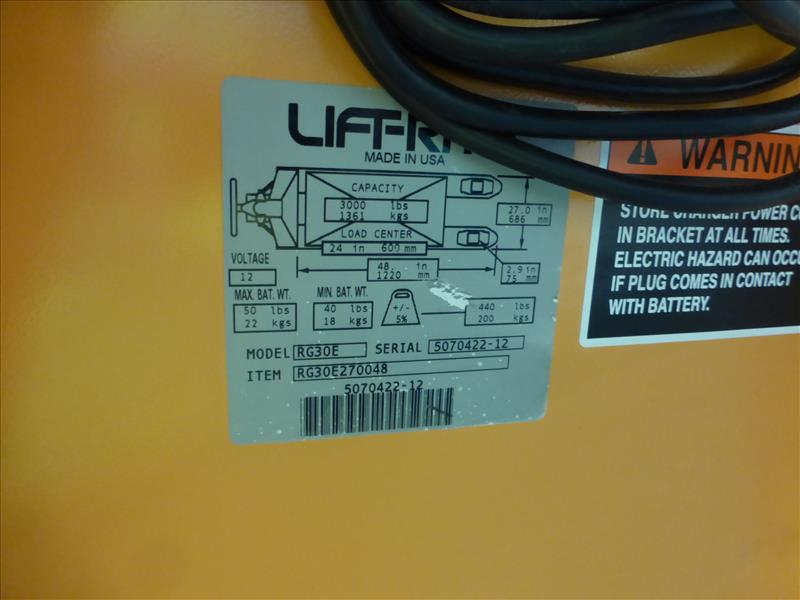 LIFT-R
MADE IN USA
CAPACITY
3000 lbs
1361 kgs
LOAD CENTER
24 in 600 mm
27.0 in
686 mm
48. in
1220 mm
2.9 in
75 mm
VOLTAGE
12
MAX. BAT. WT.
50 lbs
22 kgs
MIN. BAT. WT.
40 lbs
18 kgs
+/-
5%
440 lbs
200 kgs
MODEL RG30E SERIAL 5070422-12
ITEM RG30E270048
5070422-12
WARNIN
STORE CHARGER POWER C
IN BRACKET AT ALL TIMES.
ELECTRIC HAZARD CAN OCCU
IF PLUG COMES IN CONTACT
WITH BATTERY.